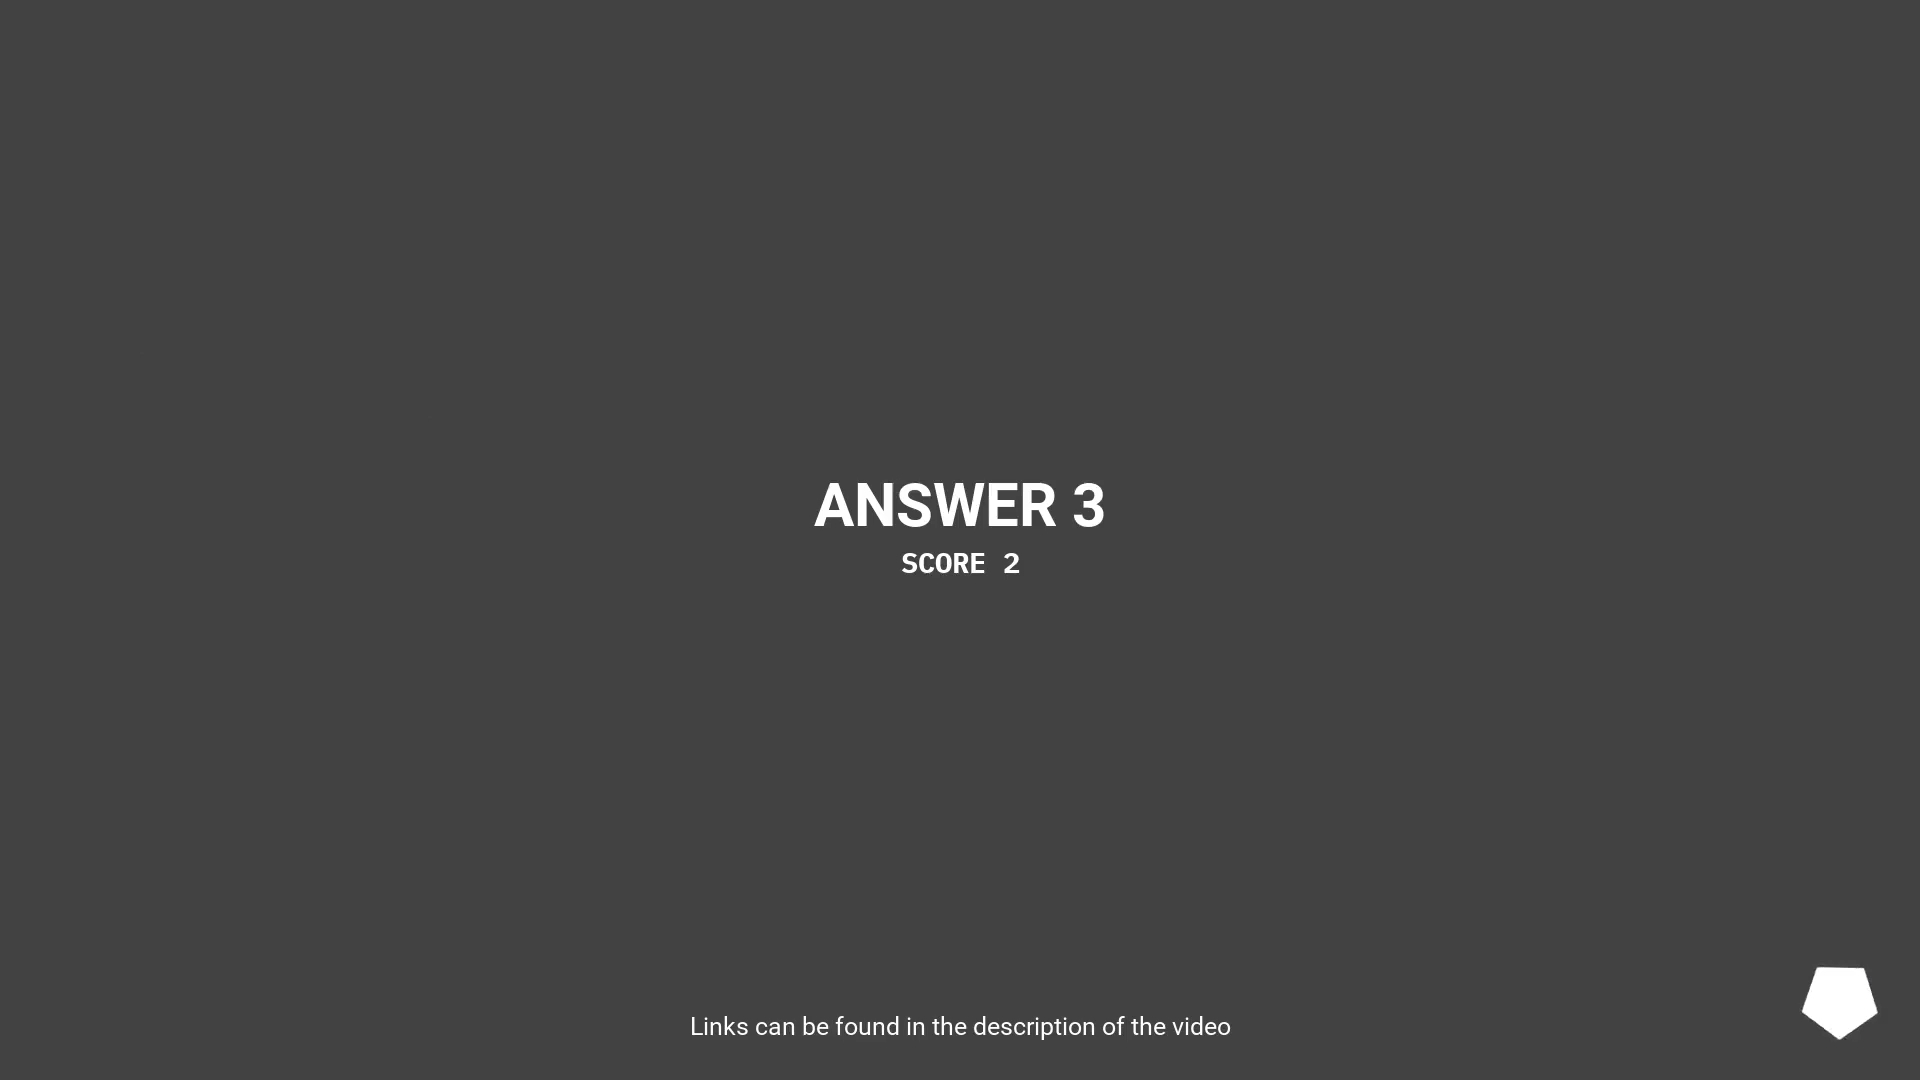 ANSWER 3
SCORE 2
Links can be found in the description of the video